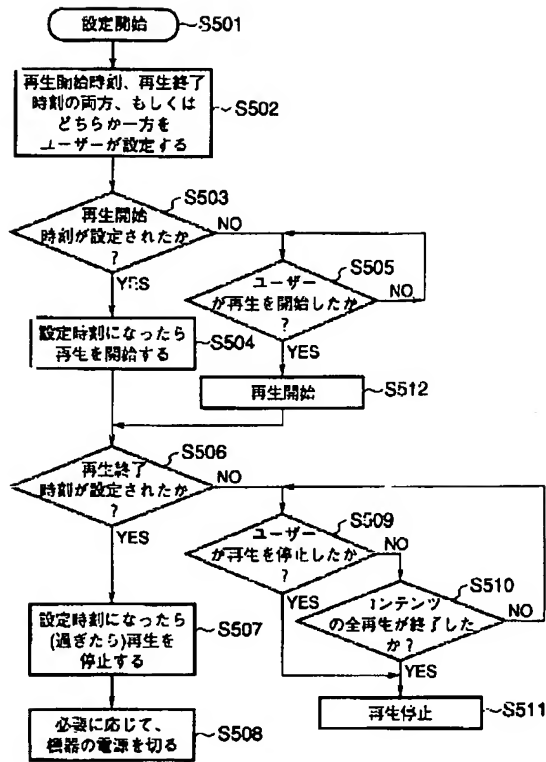 設定開始
S501
再生開始時刻、再生終了
時刻の両方、もしくは
どちらか一方を
ユーザーが設定する
S502
S503
再生開始
時刻が設定されたか
?
NO
YES
S505
ユーザー
が再生を開始したか
?
NO
YES
設定時刻になったら
再生を開始する
S504
再生開始
S512
S506
再生終了
時刻が設定されたか
?
NO
YES
S509
ユーザー
が再生を停止したか
?
NO
YES
S510
コンテンツ
の全再生が終了した
か?
NO
YES
設定時刻になったら
(過ぎたら)再生を
停止する
S507
再生停止
S511
必要に応じて、
機器の電源を切る
S508